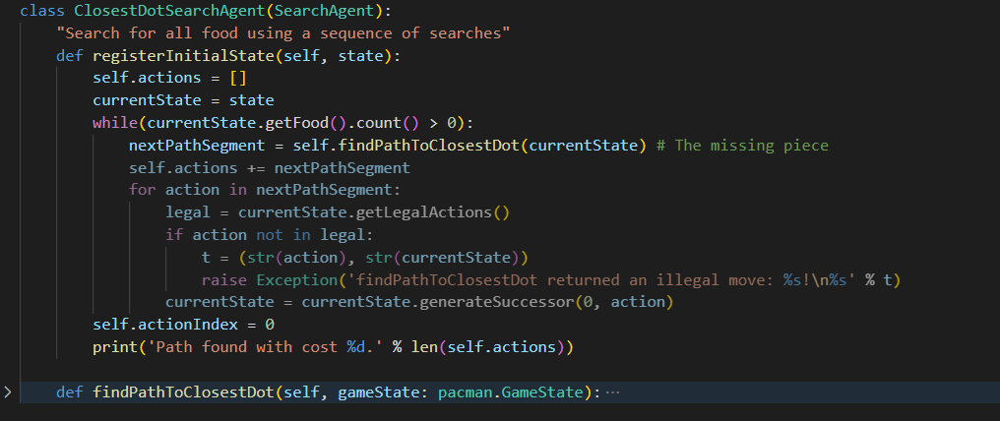 class ClosestDotSearchAgent(SearchAgent):
    "Search for all food using a sequence of searches"
    def registerInitialState(self, state):
        self.actions = []
        currentState = state
        while(currentState.getFood().count() > 0):
            nextPathSegment = self.findPathToClosestDot(currentState) # The missing piece
            self.actions += nextPathSegment
            for action in nextPathSegment:
                legal = currentState.getLegalActions()
                if action not in legal:
                    t = (str(action), str(currentState))
                    raise Exception('findPathToClosestDot returned an illegal move: %s!\n%s' % t)
                currentState = currentState.generateSuccessor(0, action)
        self.actionIndex = 0
        print('Path found with cost %d.' % len(self.actions))
    def findPathToClosestDot(self, gameState: pacman.GameState):…